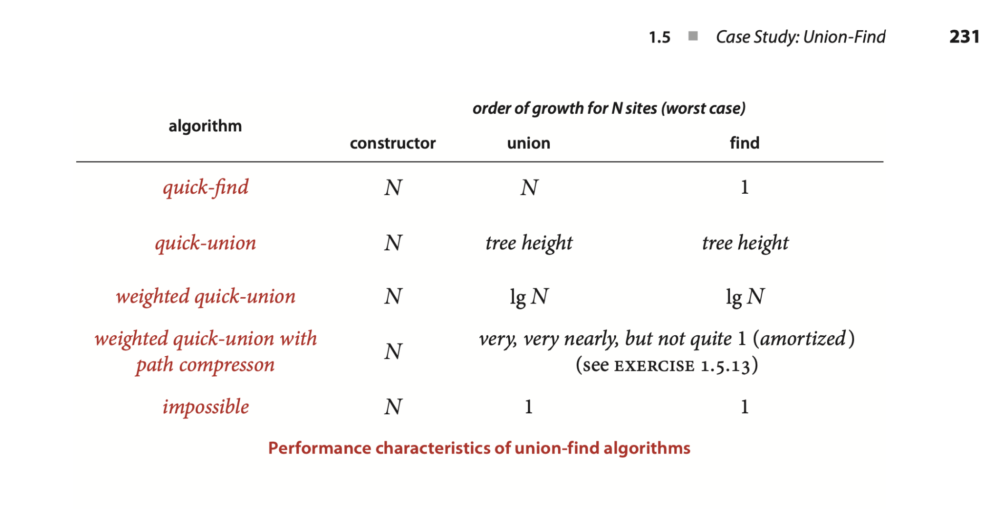 1.5 ■ Case Study: Union-Find 231
order of growth for N sites (worst case)
algorithm
constructor union find
quick-find N N 1
quick-union N tree height tree height
weighted quick-union N lg N lg N
weighted quick-union with
path compresson
N
very, very nearly, but not quite 1 (amortized)
(see EXERCISE 1.5.13)
impossible N 1 1
Performance characteristics of union-find algorithms